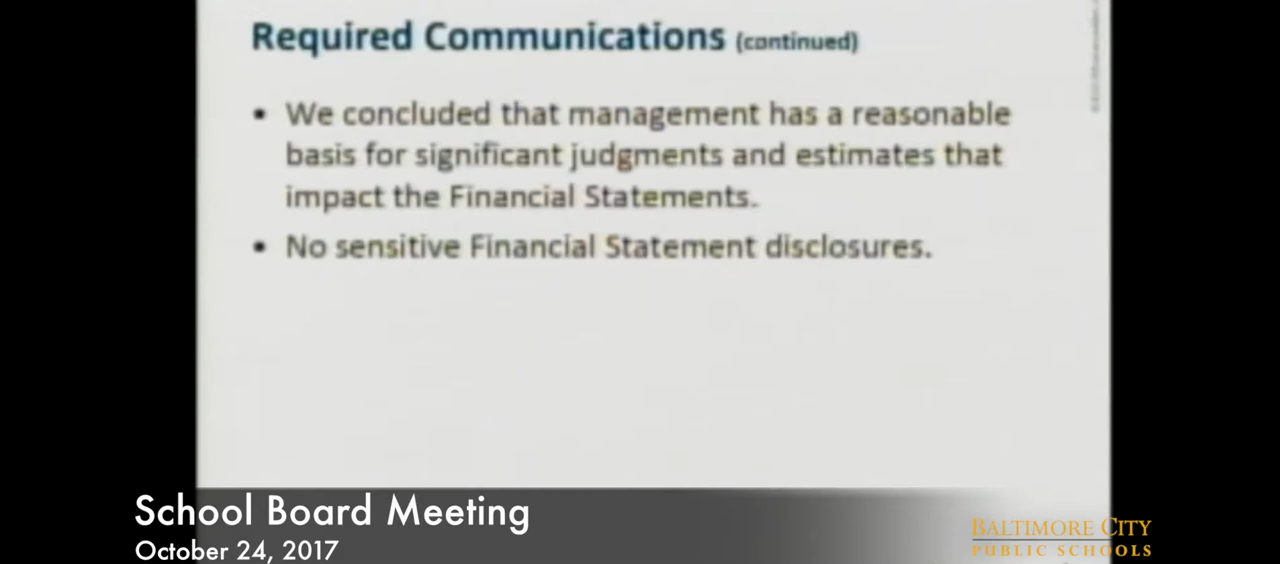 Required Communications (continued)
• We concluded that management has a reasonable
basis for significant judgments and estimates that
impact the Financial Statements.
• No sensitive Financial Statement disclosures.
School Board Meeting
October 24, 2017
BALTIMORE CITY
PUBLIC SCHOOLS